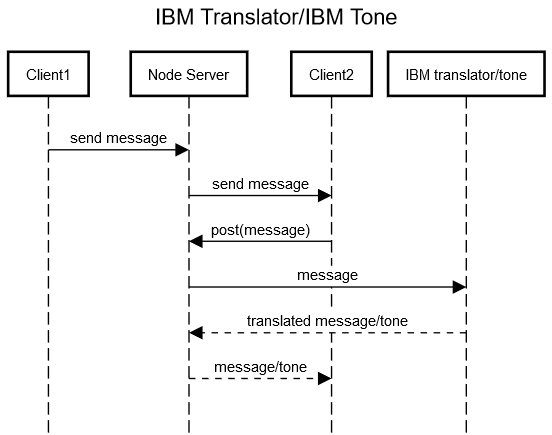 IBM Translator/IBM Tone
Client1
Node Server
Client2
IBM translator/tone
send message
send message
post(message)
message
translated message/tone
message/tone